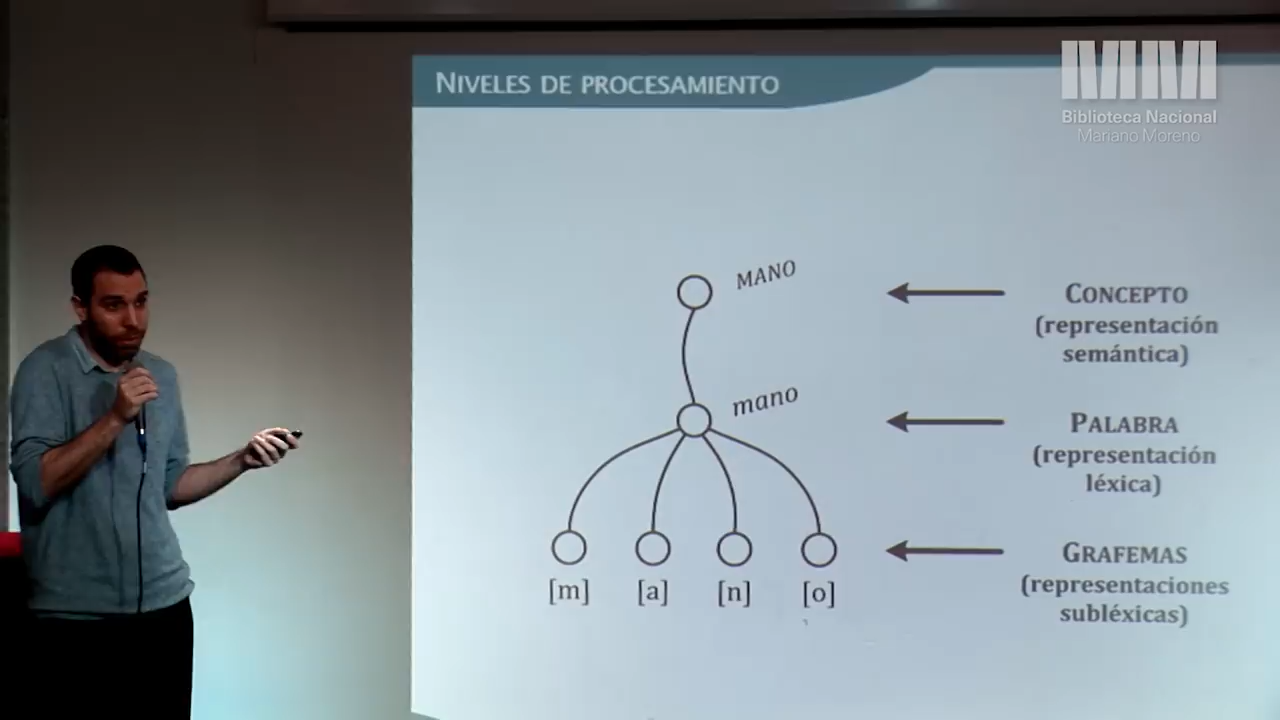 NIVELES DE PROCESAMIENTO
Biblioteca Nacional
Mariano Moreno
MANO
CONCEPTO
(representación
semántica)
mano
PALABRA
(representación
léxica)
GRAFEMAS
(representaciones
subléxicas)
[m] [a] [n] [o]